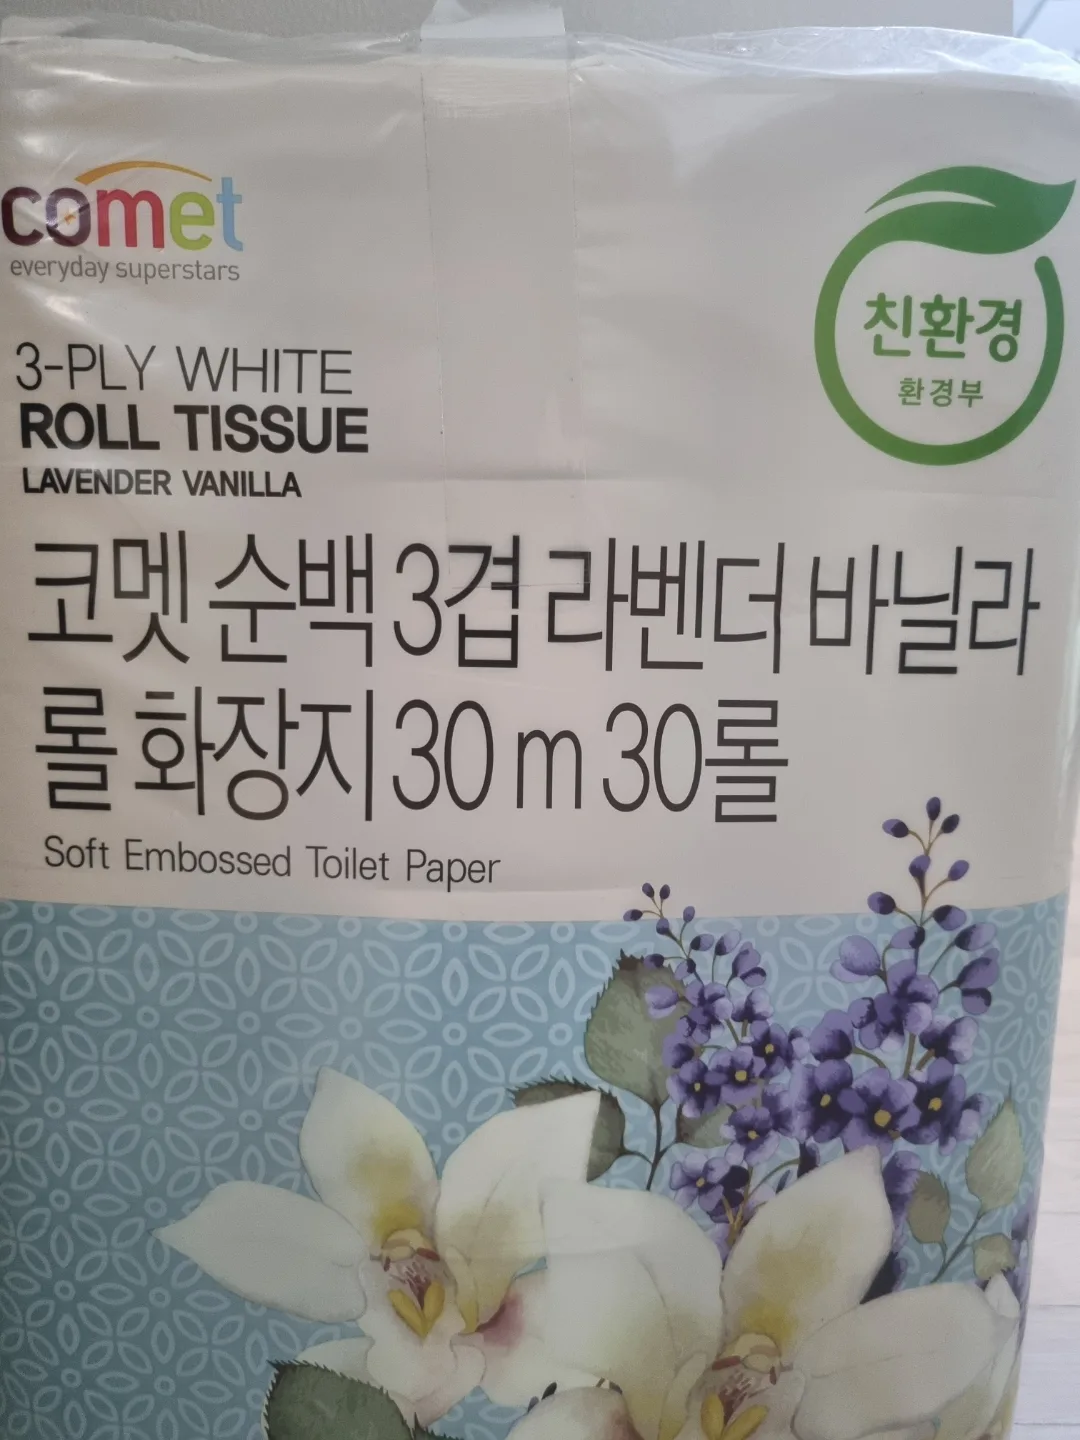 comet
everyday superstars
친환경
환경부
3-PLY WHITE
ROLL TISSUE
LAVENDER VANILLA
코멧 순백 3겹 라벤더 바닐라
롤 화장지 30 m 30롤
Soft Embossed Toilet Paper